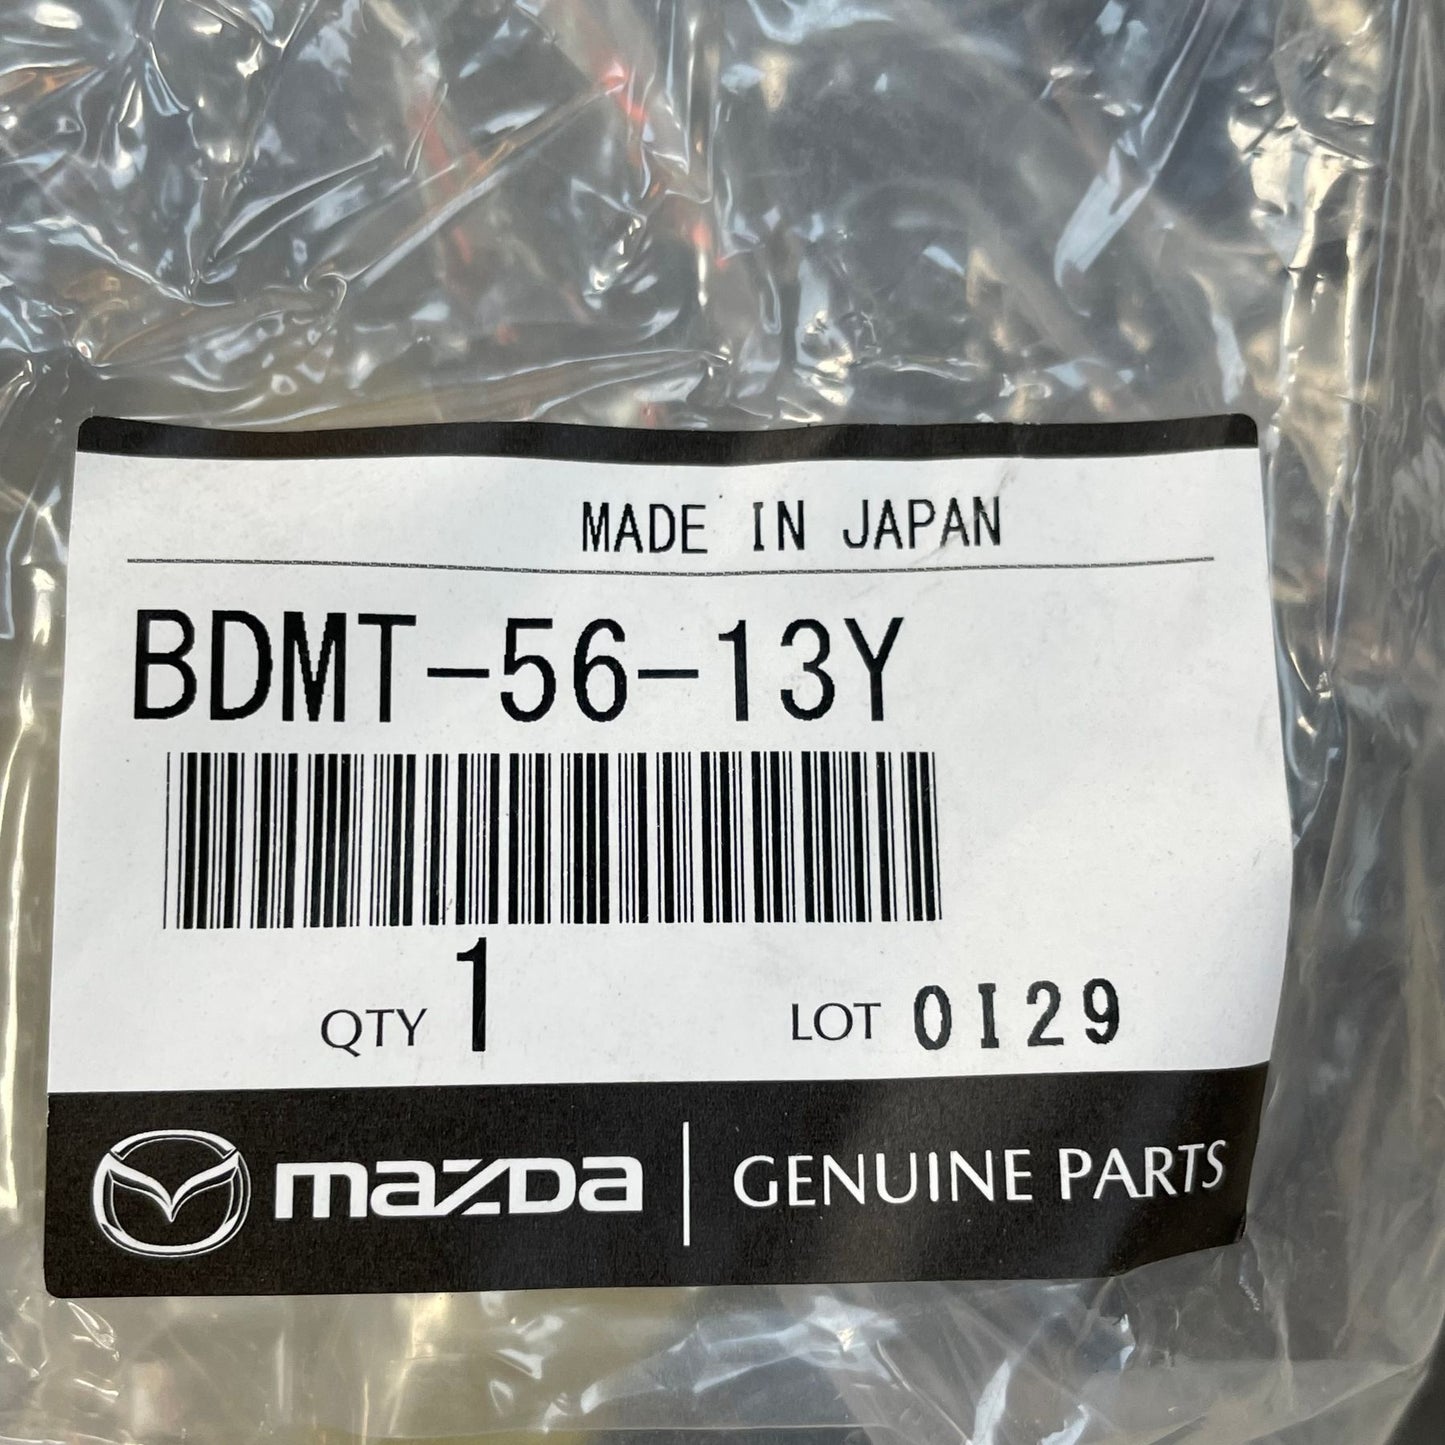 MADE IN JAPAN
BDMT-56-13Y
QTY 1 LOT 0I29
mazda GENUINE PARTS